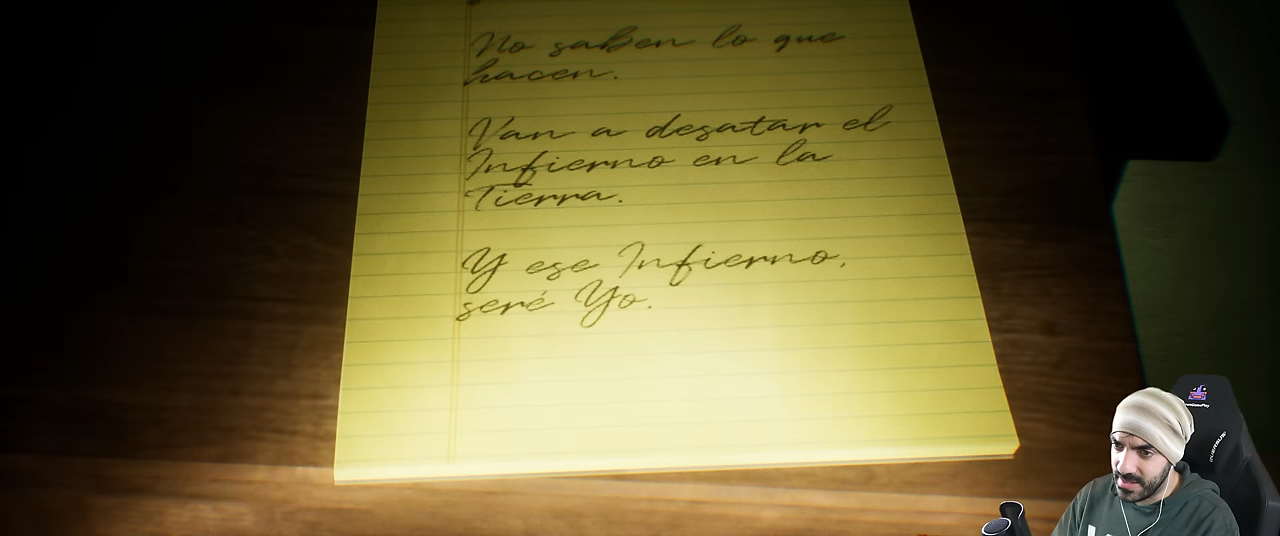 No saben lo que
hacen.
Van a desatar el
Infierno en la
Tierra.
Y ese Infierno,
seré Yo.